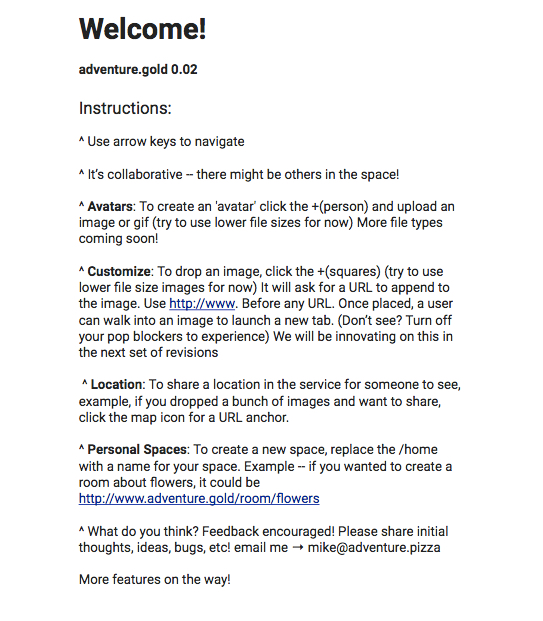 Welcome!
adventure.gold 0.02
Instructions:
^ Use arrow keys to navigate
^ It's collaborative -- there might be others in the space!
^ Avatars: To create an 'avatar' click the +(person) and upload an
image or gif (try to use lower file sizes for now) More file types
coming soon!
^ Customize: To drop an image, click the +(squares) (try to use
lower file size images for now) It will ask for a URL to append to
the image. Use http://www. Before any URL. Once placed, a user
can walk into an image to launch a new tab. (Don't see? Turn off
your pop blockers to experience) We will be innovating on this in
the next set of revisions
^ Location: To share a location in the service for someone to see,
example, if you dropped a bunch of images and want to share,
click the map icon for a URL anchor.
^ Personal Spaces: To create a new space, replace the /home
with a name for your space. Example -- if you wanted to create a
room about flowers, it could be
http://www.adventure.gold/room/flowers
^ What do you think? Feedback encouraged! Please share initial
thoughts, ideas, bugs, etc! email me → mike@adventure.pizza
More features on the way!